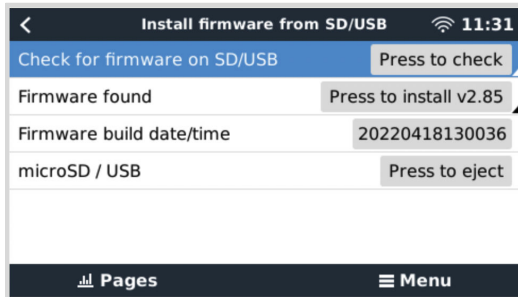 Install firmware from SD/USB 11:31
Check for firmware on SD/USB Press to check
Firmware found Press to install v2.85
Firmware build date/time 20220418130036
microSD / USB Press to eject
Pages Menu